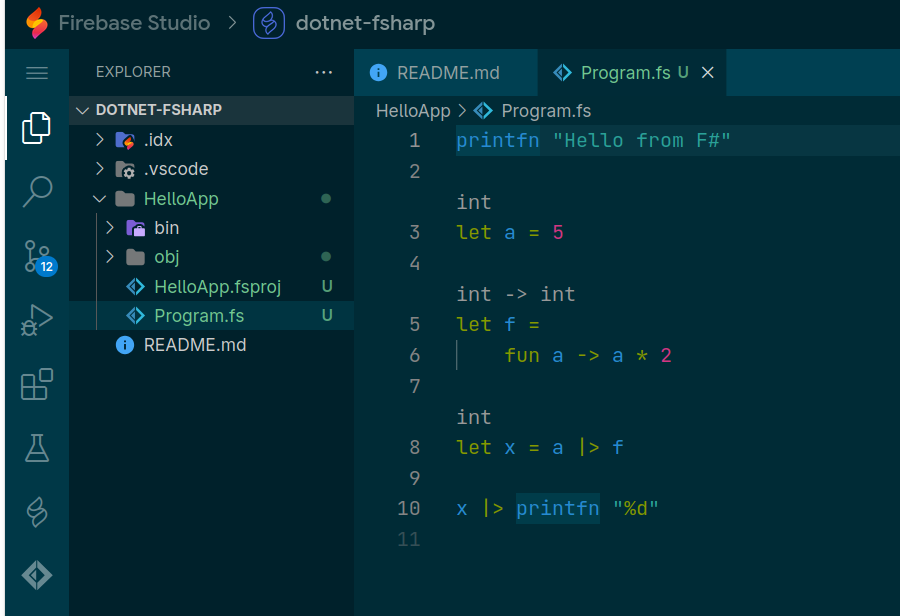 Firebase Studio > dotnet-fsharp
EXPLORER ...
DOTNET-FSHARP
.idx
.vscode
HelloApp
bin
obj
HelloApp.fsproj U
Program.fs U
README.md
12
README.md Program.fs U
HelloApp > Program.fs
1 printfn "Hello from F#"
2
int
3 let a = 5
4
int -> int
5 let f =
6     fun a -> a * 2
7
int
8 let x = a |> f
9
10 x |> printfn "%d"
11